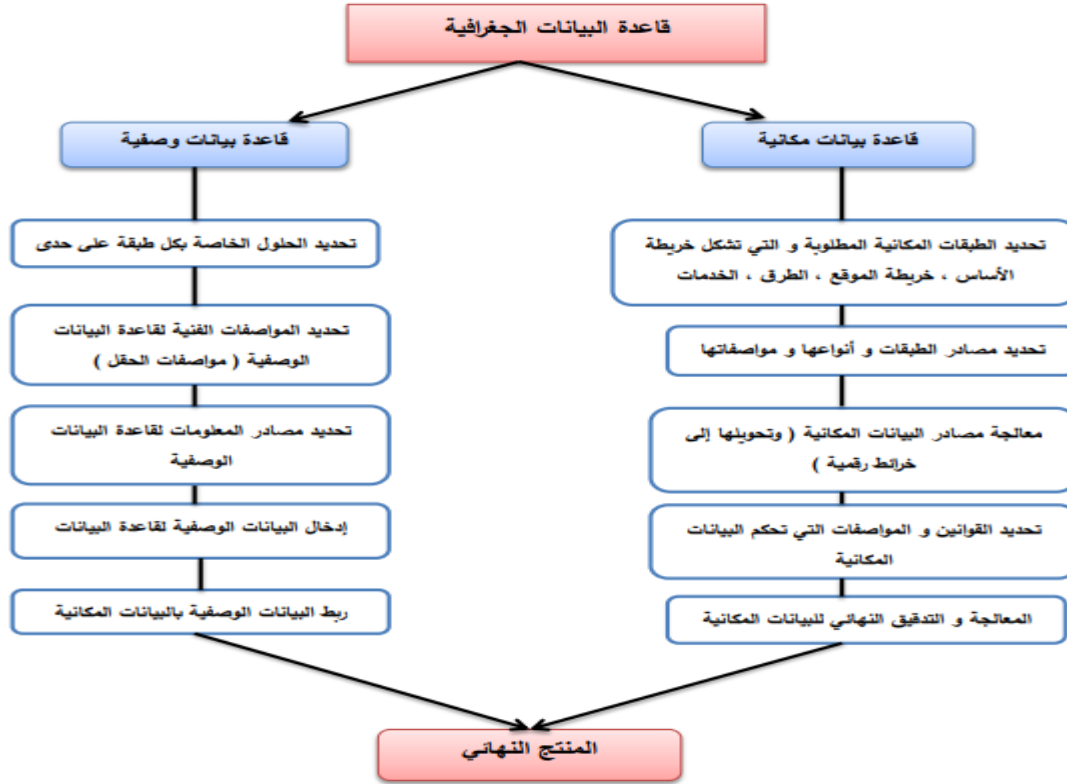 قاعدة البيانات الجغرافية
قاعدة بيانات مكانية
تحديد الطبقات المكانية المطلوبة و التي تشكل خريطة
الأساس ، خريطة الموقع ، الطرق ، الخدمات
تحديد مصادر الطبقات و أنواعها و مواصفاتها
معالجة مصادر البيانات المكانية ( وتحويلها إلى
خرائط رقمية )
تحديد القوانين و المواصفات التي تحكم البيانات
المكانية
المعالجة و التدقيق النهائي للبيانات المكانية
قاعدة بيانات وصفية
تحديد الحلول الخاصة بكل طبقة على حدى
تحديد المواصفات الفنية لقاعدة البيانات
الوصفية ( مواصفات الحقل )
تحديد مصادر المعلومات لقاعدة البيانات
الوصفية
إدخال البيانات الوصفية لقاعدة البيانات
ربط البيانات الوصفية بالبيانات المكانية
المنتج النهائي